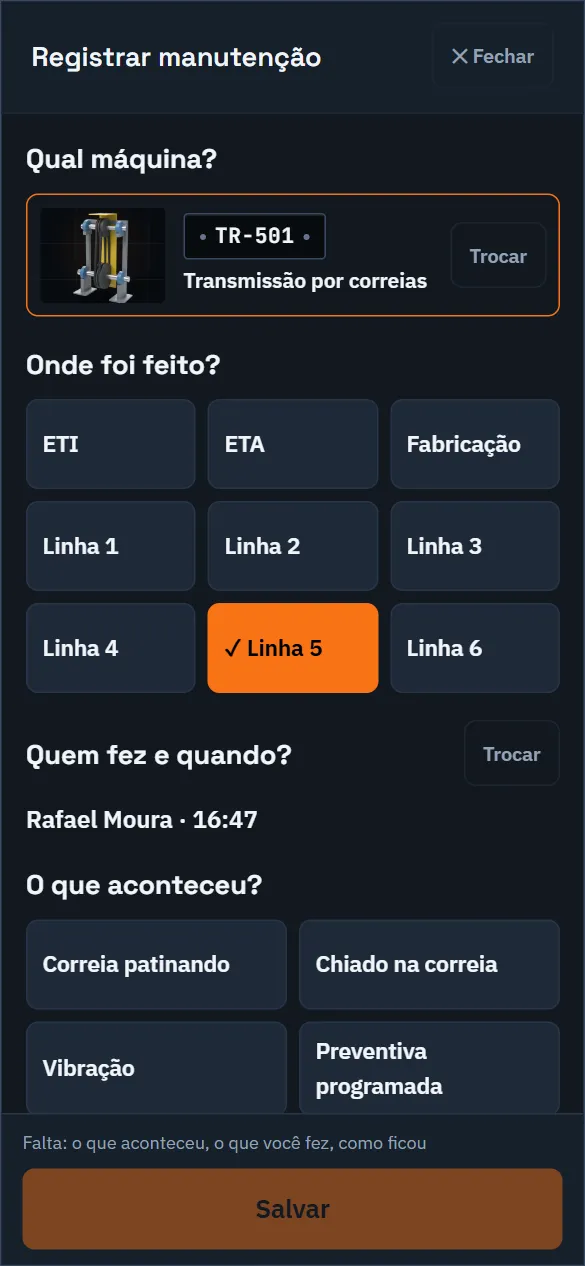 Registrar manutenção
✕ Fechar
Qual máquina?
• TR-501 •
Transmissão por correias
Trocar
Onde foi feito?
ETI
ETA
Fabricação
Linha 1
Linha 2
Linha 3
Linha 4
✓ Linha 5
Linha 6
Quem fez e quando?
Trocar
Rafael Moura · 16:47
O que aconteceu?
Correia patinando
Chiado na correia
Vibração
Preventiva
programada
Falta: o que aconteceu, o que você fez, como ficou
Salvar